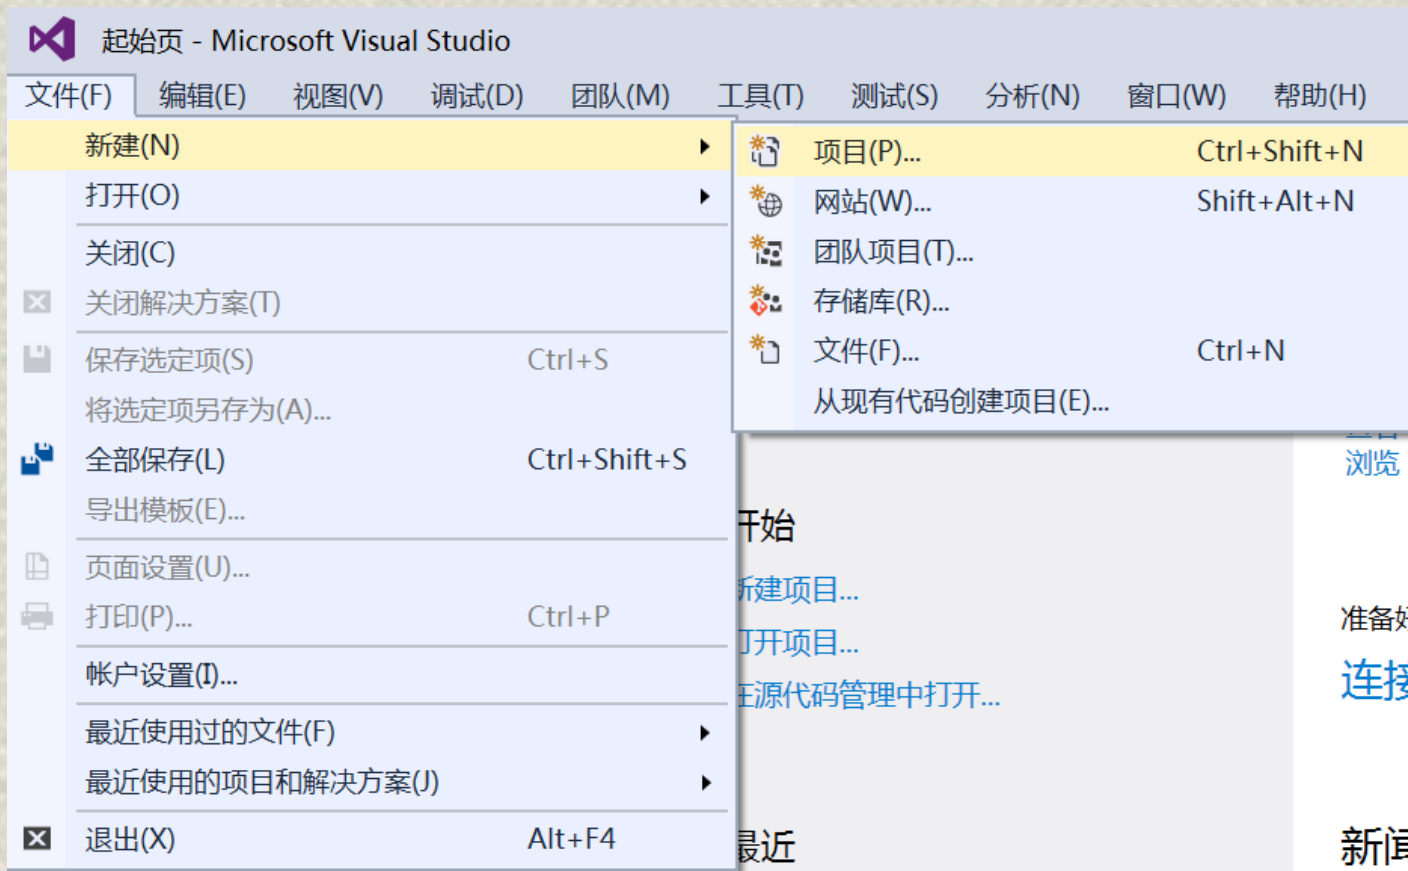 起始页 - Microsoft Visual Studio
文件(F) 编辑(E) 视图(V) 调试(D) 团队(M) 工具(T) 测试(S) 分析(N) 窗口(W) 帮助(H)
新建(N)
打开(O)
关闭(C)
关闭解决方案(T)
保存选定项(S) Ctrl+S
将选定项另存为(A)...
全部保存(L) Ctrl+Shift+S
导出模板(E)...
页面设置(U)...
打印(P)... Ctrl+P
帐户设置(I)...
最近使用过的文件(F)
最近使用的项目和解决方案(J)
退出(X) Alt+F4
项目(P)... Ctrl+Shift+N
网站(W)... Shift+Alt+N
团队项目(T)...
存储库(R)...
文件(F)... Ctrl+N
从现有代码创建项目(E)...
开始
新建项目...
打开项目...
在源代码管理中打开...
最近
浏览
准备好
连接
新闻